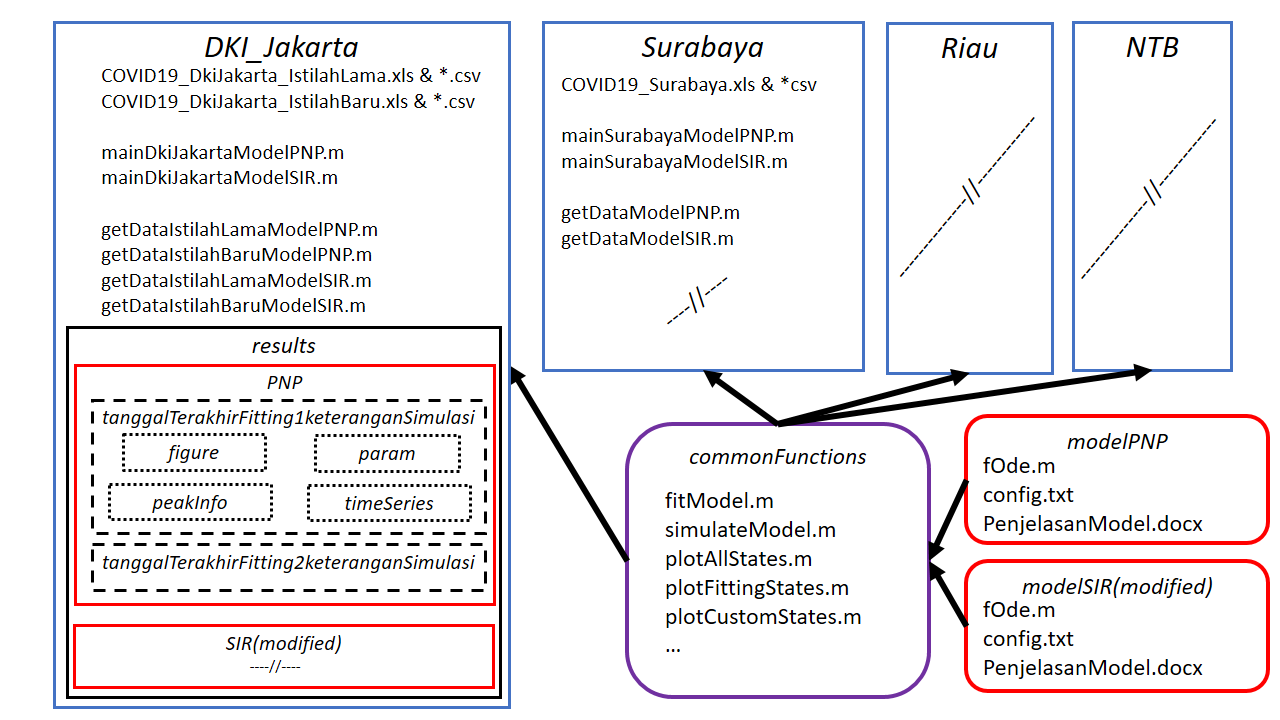 DKI_Jakarta
COVID19_DkiJakarta_IstilahLama.xls & *.csv
COVID19_DkiJakarta_IstilahBaru.xls & *.csv
mainDkiJakartaModelPNP.m
mainDkiJakartaModelSIR.m
getDataIstilahLamaModelPNP.m
getDataIstilahBaruModelPNP.m
getDataIstilahLamaModelSIR.m
getDataIstilahBaruModelSIR.m
results
PNP
tanggalTerakhirFitting1keteranganSimulasi
figure
param
peakInfo
timeSeries
tanggalTerakhirFitting2keteranganSimulasi
SIR(modified)
----//----
Surabaya
COVID19_Surabaya.xls & *csv
mainSurabayaModelPNP.m
mainSurabayaModelSIR.m
getDataModelPNP.m
getDataModelSIR.m
----//----
Riau
-----------//-----------
NTB
-----------//-----------
commonFunctions
fitModel.m
simulateModel.m
plotAllStates.m
plotFittingStates.m
plotCustomStates.m
...
modelPNP
fOde.m
config.txt
PenjelasanModel.docx
modelSIR(modified)
fOde.m
config.txt
PenjelasanModel.docx